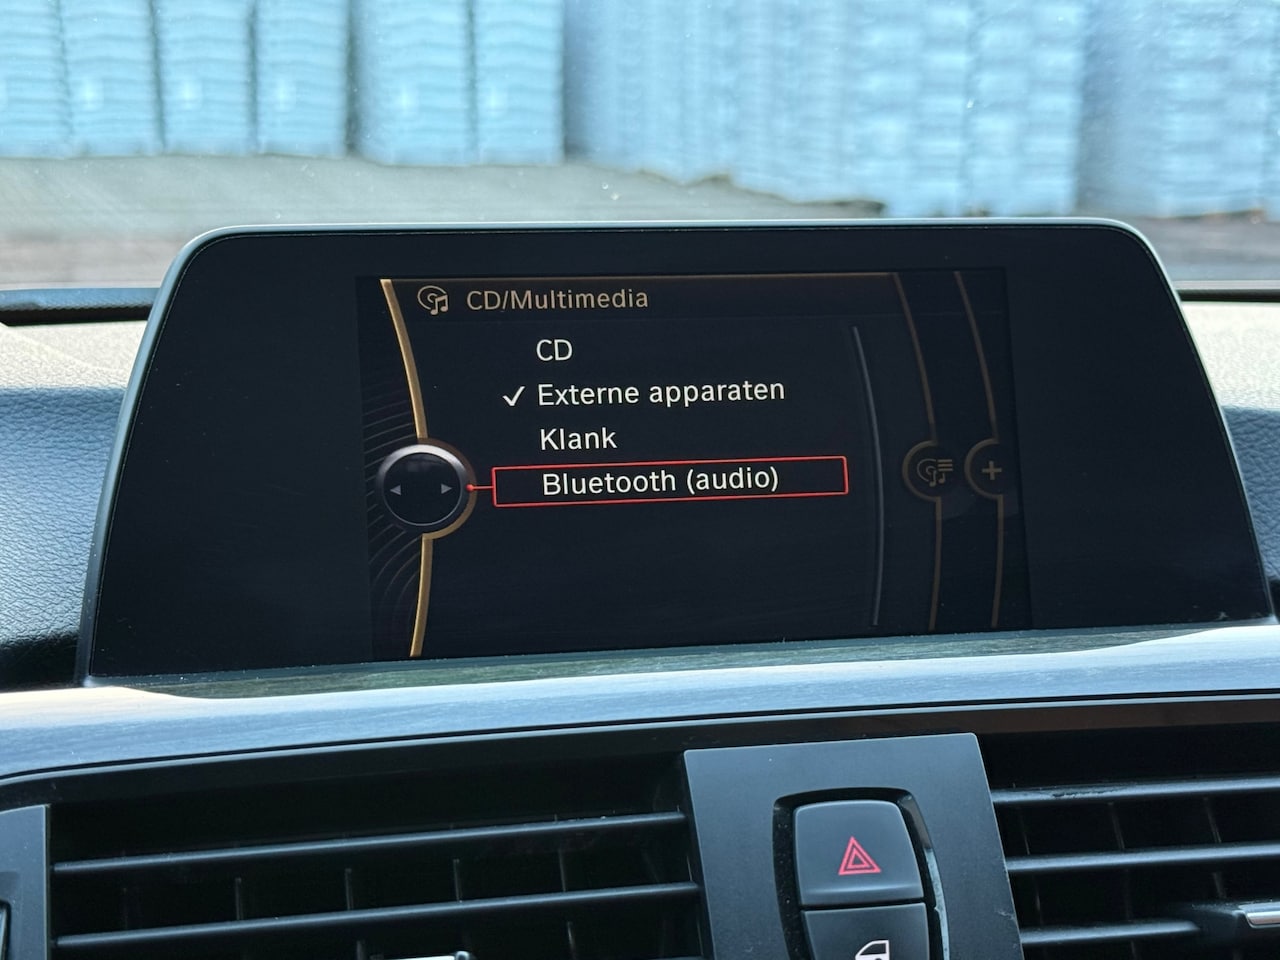 CD/Multimedia
CD
Externe apparaten
Klank
Bluetooth (audio)